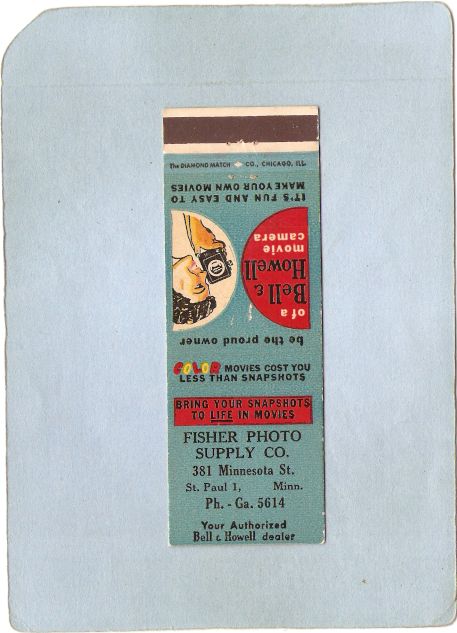 The DIAMOND MATCH CO., CHICAGO, ILL.
IT'S FUN AND EASY TO
MAKE YOUR OWN MOVIES
be the proud owner
of a
Bell &
Howell
movie
camera
COLOR MOVIES COST YOU
LESS THAN SNAPSHOTS
BRING YOUR SNAPSHOTS
TO LIFE IN MOVIES
FISHER PHOTO
SUPPLY CO.
381 Minnesota St.
St. Paul 1, Minn.
Ph. - Ga. 5614
Your Authorized
Bell & Howell dealer